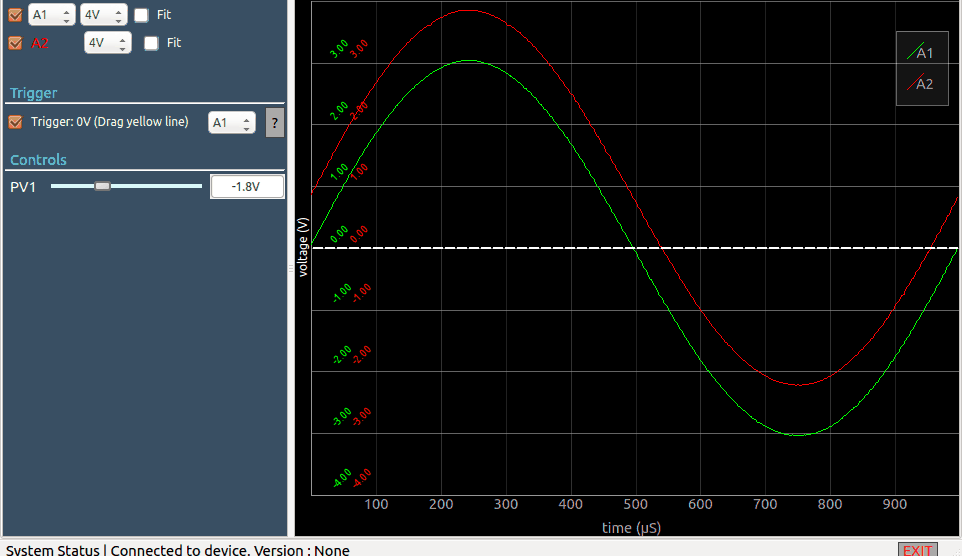 A1 4V Fit
A2 4V Fit
Trigger
Trigger: 0V (Drag yellow line) A1 ?
Controls
PV1 -1.8V
voltage (V)
3.00 3.00
2.00 2.00
1.00 1.00
0.00 0.00
-1.00 -1.00
-2.00 -2.00
-3.00 -3.00
-4.00 -4.00
A1
A2
100 200 300 400 500 600 700 800 900
time (µS)
System Status | Connected to device. Version : None EXIT